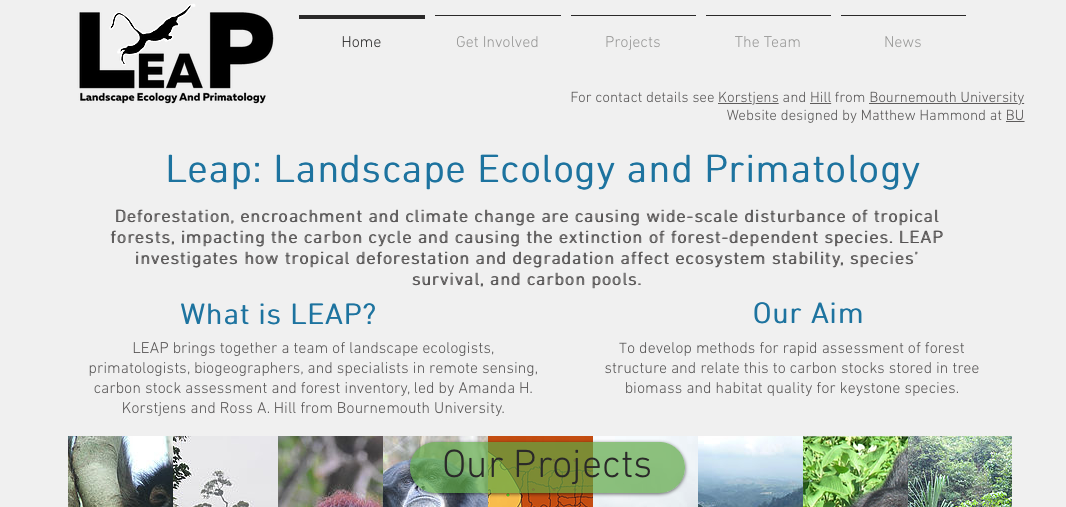 LEAP
Landscape Ecology And Primatology
Home
Get Involved
Projects
The Team
News
For contact details see Korstjens and Hill from Bournemouth University
Website designed by Matthew Hammond at BU
Leap: Landscape Ecology and Primatology
Deforestation, encroachment and climate change are causing wide-scale disturbance of tropical
forests, impacting the carbon cycle and causing the extinction of forest-dependent species. LEAP
investigates how tropical deforestation and degradation affect ecosystem stability, species'
survival, and carbon pools.
What is LEAP?
LEAP brings together a team of landscape ecologists,
primatologists, biogeographers, and specialists in remote sensing,
carbon stock assessment and forest inventory, led by Amanda H.
Korstjens and Ross A. Hill from Bournemouth University.
Our Aim
To develop methods for rapid assessment of forest
structure and relate this to carbon stocks stored in tree
biomass and habitat quality for keystone species.
Our Projects